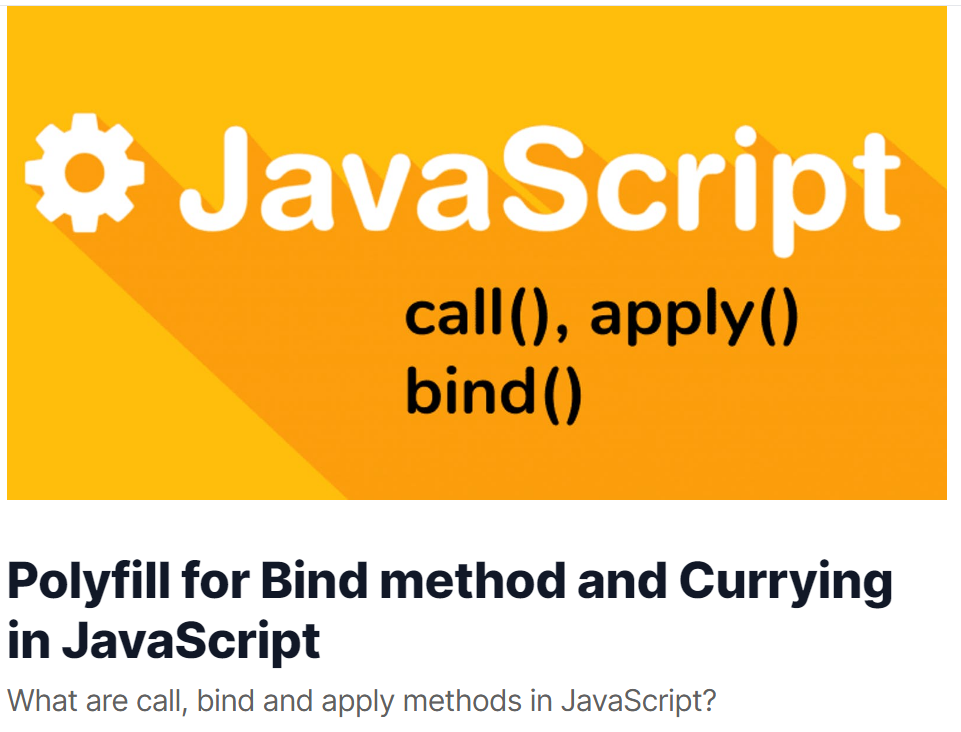 JavaScript
call(), apply()
bind()
Polyfill for Bind method and Currying
in JavaScript
What are call, bind and apply methods in JavaScript?